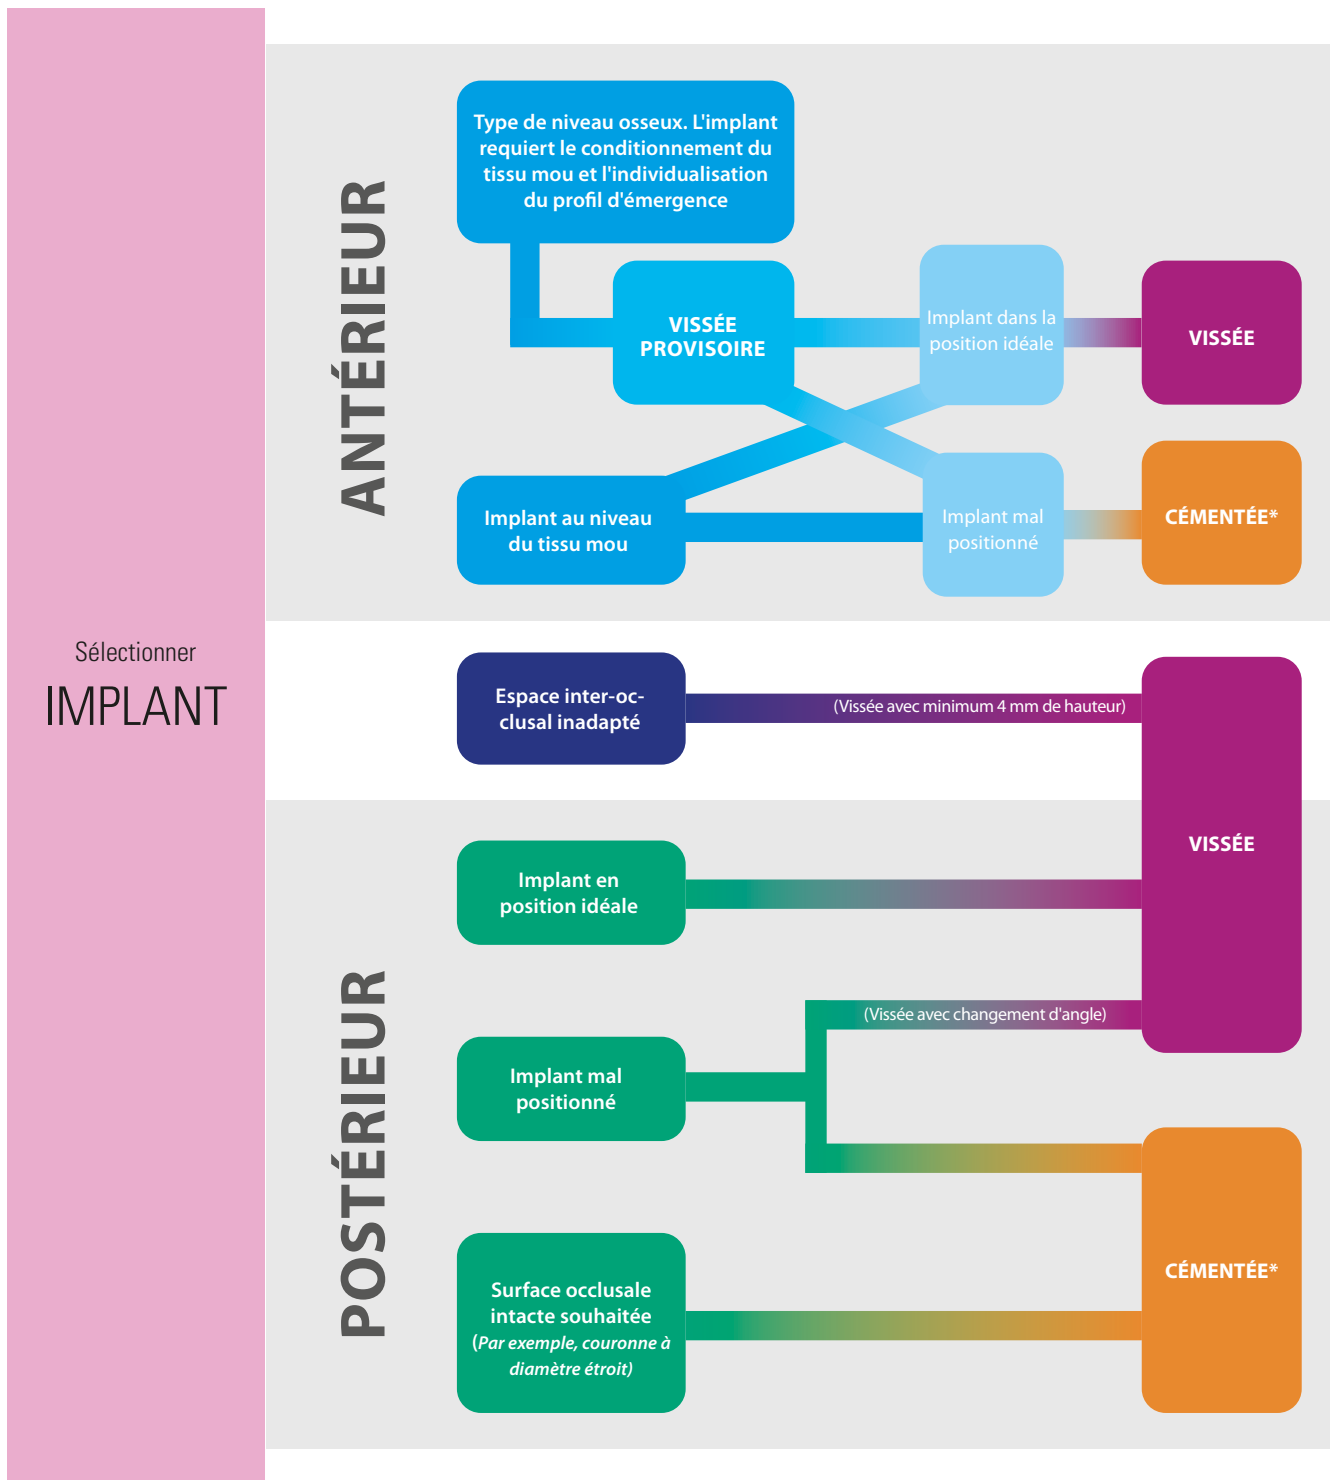 Sélectionner
IMPLANT
ANTÉRIEUR
Type de niveau osseux. L'implant
requiert le conditionnement du
tissu mou et l'individualisation
du profil d'émergence
VISSÉE
PROVISOIRE
Implant dans la
position idéale
VISSÉE
Implant au niveau
du tissu mou
Implant mal
positionné
CÉMENTÉE*
Espace inter-oc-
clusal inadapté
(Vissée avec minimum 4 mm de hauteur)
VISSÉE
POSTÉRIEUR
Implant en
position idéale
Implant mal
positionné
(Vissée avec changement d'angle)
Surface occlusale
intacte souhaitée
(Par exemple, couronne à
diamètre étroit)
CÉMENTÉE*